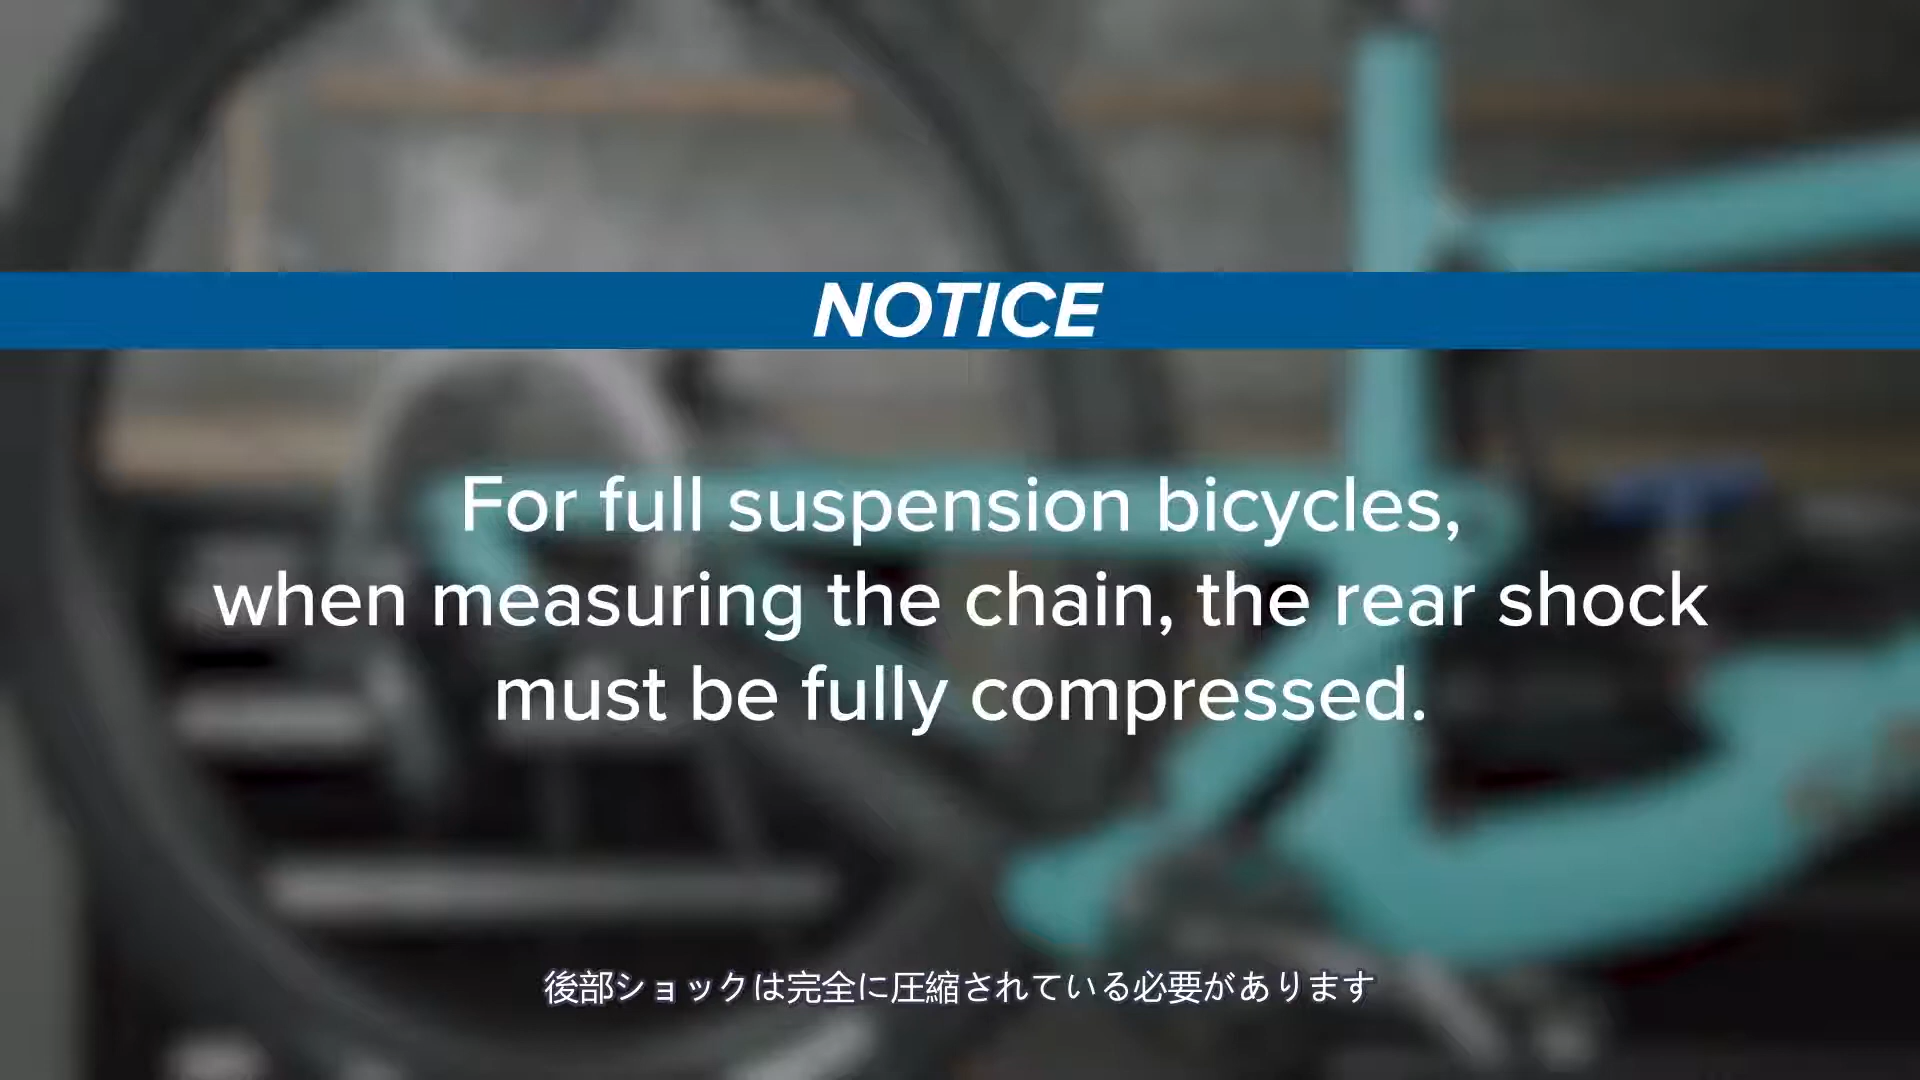 NOTICE
For full suspension bicycles,
when measuring the chain, the rear shock
must be fully compressed.
後部ショックは完全に圧縮されている必要があります